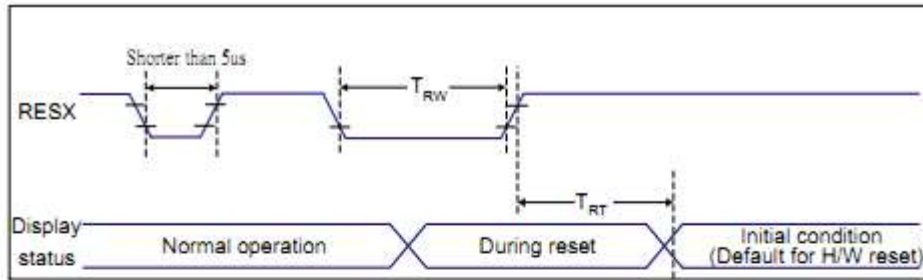 Shorter than 5us
RESX
TRW
TRT
Display
status
Normal operation
During reset
Initial condition
(Default for H/W reset)